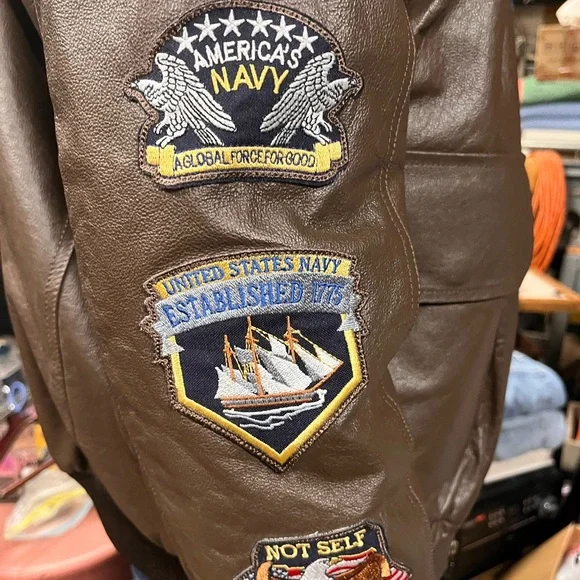 AMERICA'S
NAVY
A GLOBAL FORCE FOR GOOD
UNITED STATES NAVY
ESTABLISHED 1775
NOT SELF